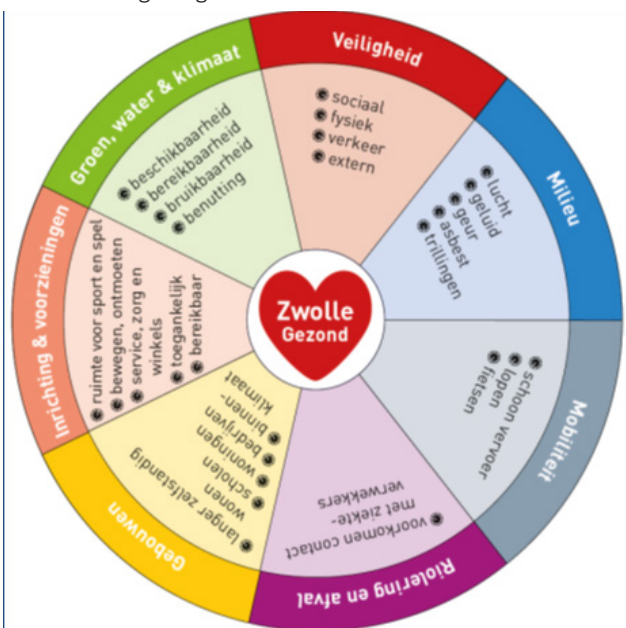 Veiligheid
sociaal
fysiek
verkeer
extern
Milieu
lucht
geluid
geur
asbest
trillingen
Mobiliteit
schoon vervoer
lopen
fietsen
Riolering en afval
voorkomen contact
met ziekte-
verwekkers
Gebouwen
langer zelfstandig
wonen
scholen
woningen
bedrijven
binnen-
klimaat
Inrichting & voorzieningen
ruimte voor sport en spel
bewegen, ontmoeten
service, zorg en
winkels
toegankelijk
bereikbaar
Groen, water & klimaat
beschikbaarheid
bereikbaarheid
bruikbaarheid
benutting
Zwolle
Gezond